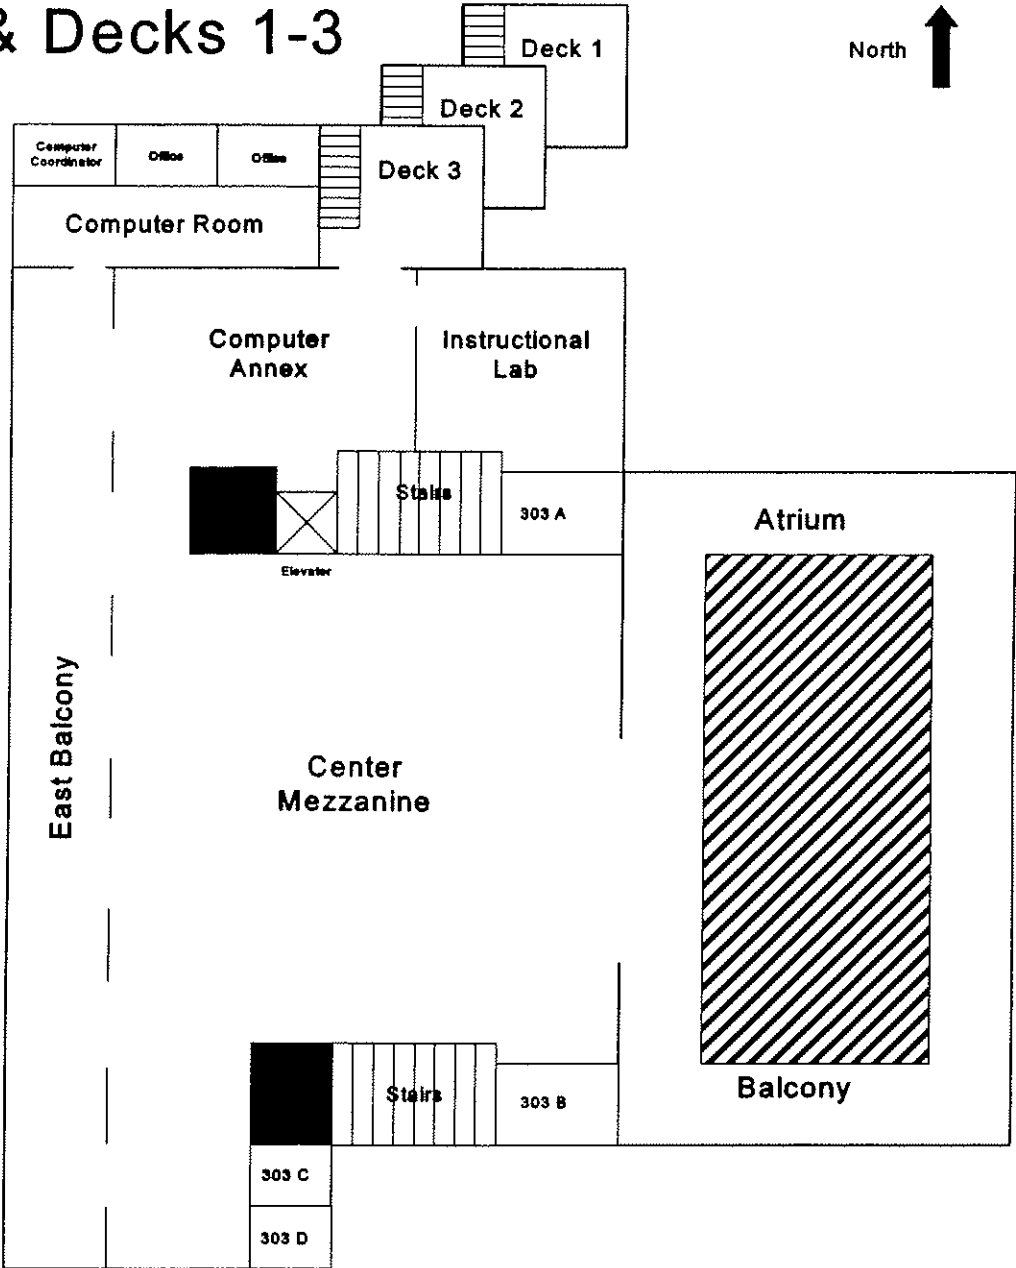 & Decks 1-3
North
Deck 1
Deck 2
Deck 3
Computer
Coordinator
Office
Office
Computer Room
Computer
Annex
Instructional
Lab
Stairs
303 A
Elevator
Atrium
East Balcony
Center
Mezzanine
Stairs
303 B
Balcony
303 C
303 D